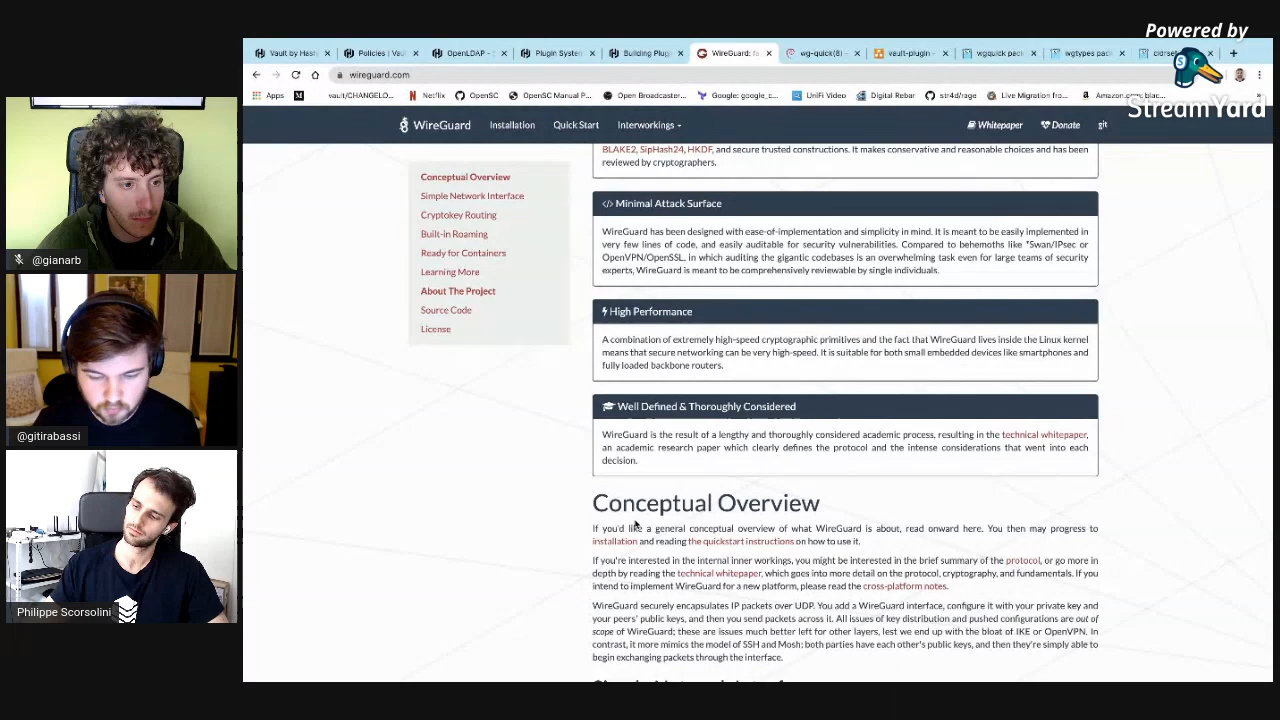 Powered by
StreamYard
Vault by Hash
Policies | Vau
OpenLDAP - S
Plugin System
Building Plug
WireGuard: fa
wg-quick(8) –
vault-plugin –
wgquick pack
wgtypes pack
wireguard.com
Apps
vault/CHANGELO...
Netflix
OpenSC
OpenSC Manual P...
Open Broadcaster...
Google: google_c...
UniFi Video
Digital Rebar
str4d/rage
Live Migration from...
Amazon.com: blac...
»
WireGuard
Installation
Quick Start
Interworkings
Whitepaper
Donate
git
Conceptual Overview
Simple Network Interface
Cryptokey Routing
Built-in Roaming
Ready for Containers
Learning More
About The Project
Source Code
License
BLAKE2, SipHash24, HKDF, and secure trusted constructions. It makes conservative and reasonable choices and has been
reviewed by cryptographers.
</> Minimal Attack Surface
WireGuard has been designed with ease-of-implementation and simplicity in mind. It is meant to be easily implemented in
very few lines of code, and easily auditable for security vulnerabilities. Compared to behemoths like *Swan/IPsec or
OpenVPN/OpenSSL, in which auditing the gigantic codebases is an overwhelming task even for large teams of security
experts, WireGuard is meant to be comprehensively reviewable by single individuals.
High Performance
A combination of extremely high-speed cryptographic primitives and the fact that WireGuard lives inside the Linux kernel
means that secure networking can be very high-speed. It is suitable for both small embedded devices like smartphones and
fully loaded backbone routers.
Well Defined & Thoroughly Considered
WireGuard is the result of a lengthy and thoroughly considered academic process, resulting in the technical whitepaper,
an academic research paper which clearly defines the protocol and the intense considerations that went into each
decision.
Conceptual Overview
If you'd like a general conceptual overview of what WireGuard is about, read onward here. You then may progress to
installation and reading the quickstart instructions on how to use it.
If you're interested in the internal inner workings, you might be interested in the brief summary of the protocol, or go more in
depth by reading the technical whitepaper, which goes into more detail on the protocol, cryptography, and fundamentals. If you
intend to implement WireGuard for a new platform, please read the cross-platform notes.
WireGuard securely encapsulates IP packets over UDP. You add a WireGuard interface, configure it with your private key and
your peers' public keys, and then you send packets across it. All issues of key distribution and pushed configurations are out of
scope of WireGuard; these are issues much better left for other layers, lest we end up with the bloat of IKE or OpenVPN. In
contrast, it more mimics the model of SSH and Mosh; both parties have each other's public keys, and then they're simply able to
begin exchanging packets through the interface.
@gianarb
@gitirabassi
Philippe Scorsolini